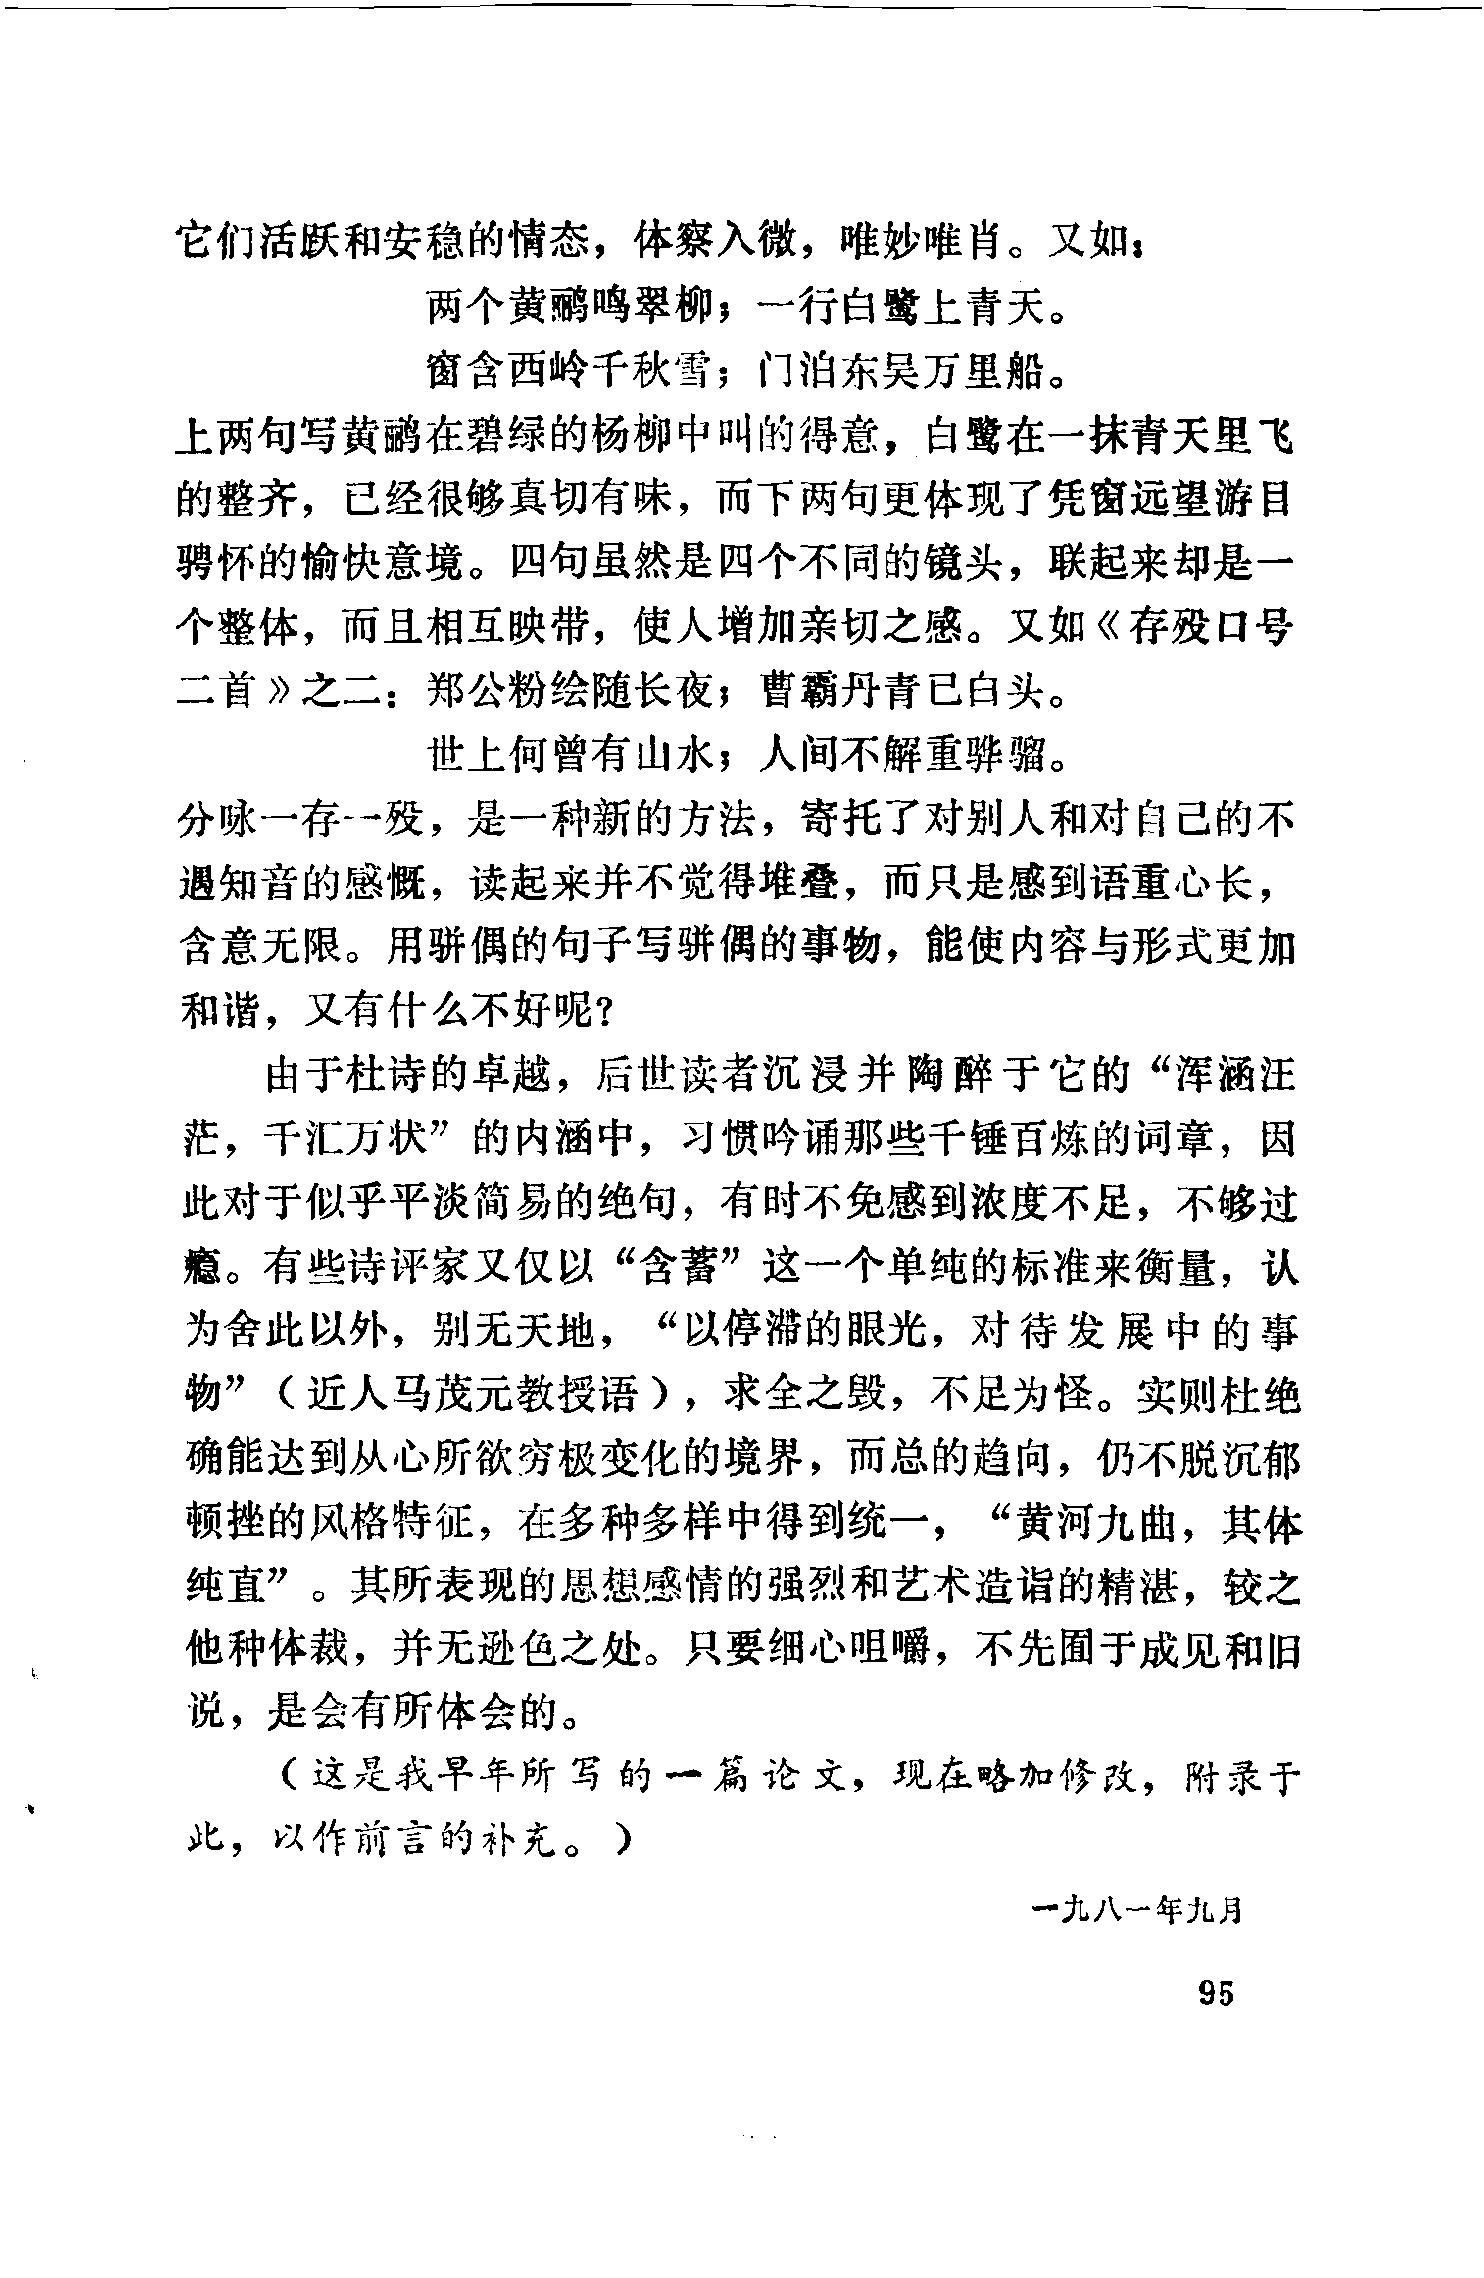 它们活跃和安稳的情态，体察入微，唯妙唯肖。又如：
两个黄鹂鸣翠柳；一行白鹭上青天。
窗含西岭千秋雪；门泊东吴万里船。
上两句写黄鹂在碧绿的杨柳中叫的得意，白鹭在一抹青天里飞
的整齐，已经很够真切有味，而下两句更体现了凭窗远望游目
骋怀的愉快意境。四句虽然是四个不同的镜头，联起来却是一
个整体，而且相互映带，使人增加亲切之感。又如《存殁口号
二首》之二：郑公粉绘随长夜；曹霸丹青已白头。
世上何曾有山水；人间不解重骅骝。
分咏一存一殁，是一种新的方法，寄托了对别人和对自己的不
遇知音的感慨，读起来并不觉得堆叠，而只是感到语重心长，
含意无限。用骈偶的句子写骈偶的事物，能使内容与形式更加
和谐，又有什么不好呢？
由于杜诗的卓越，后世读者沉浸并陶醉于它的“浑涵汪
茫，千汇万状”的内涵中，习惯吟诵那些千锤百炼的词章，因
此对于似乎平淡简易的绝句，有时不免感到浓度不足，不够过
瘾。有些诗评家又仅以“含蓄”这一个单纯的标准来衡量，认
为舍此以外，别无天地，“以停滞的眼光，对待发展中的事
物”（近人马茂元教授语），求全之毁，不足为怪。实则杜绝
确能达到从心所欲穷极变化的境界，而总的趋向，仍不脱沉郁
顿挫的风格特征，在多种多样中得到统一，“黄河九曲，其体
纯直”。其所表现的思想感情的强烈和艺术造诣的精湛，较之
他种体裁，并无逊色之处。只要细心咀嚼，不先囿于成见和旧
说，是会有所体会的。
（这是我早年所写的一篇论文，现在略加修改，附录于
此，以作前言的补充。）
一九八一年九月
95